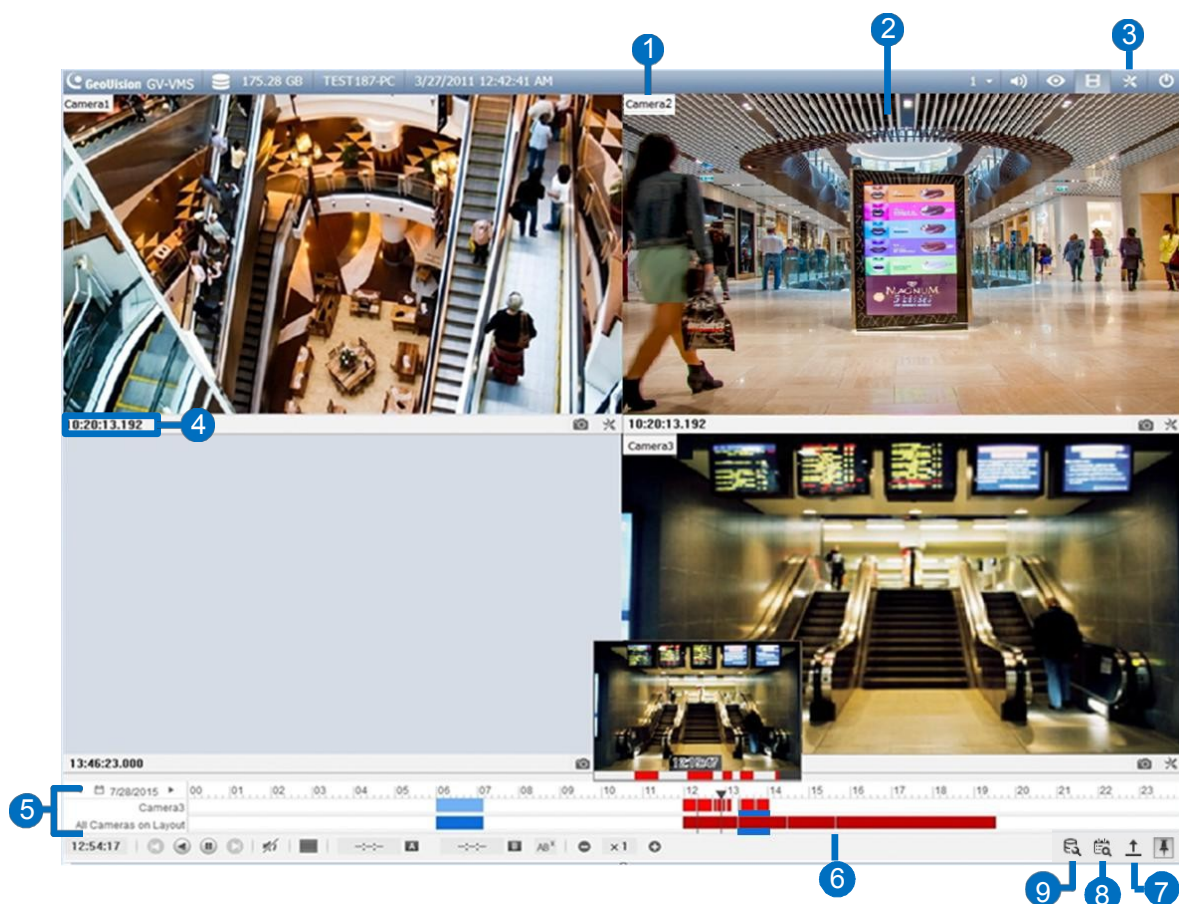 1 2 3
GeoVision GV-VMS 175.28 GB TEST187-PC 3/27/2011 12:42:41 AM 1
Camera1
Camera2
MAGNUM
10:20:13.192 4
10:20:13.192
Camera3
12:19:07
13:46:23.000
5
7/28/2015 00 01 02 03 04 05 06 07 08 09 10 11 12 13 14 15 16 17 18 19 20 21 22 23
Camera3
All Cameras on Layout
12:54:17 --:--:-- A --:--:-- B AB x 1
6 9 8 7